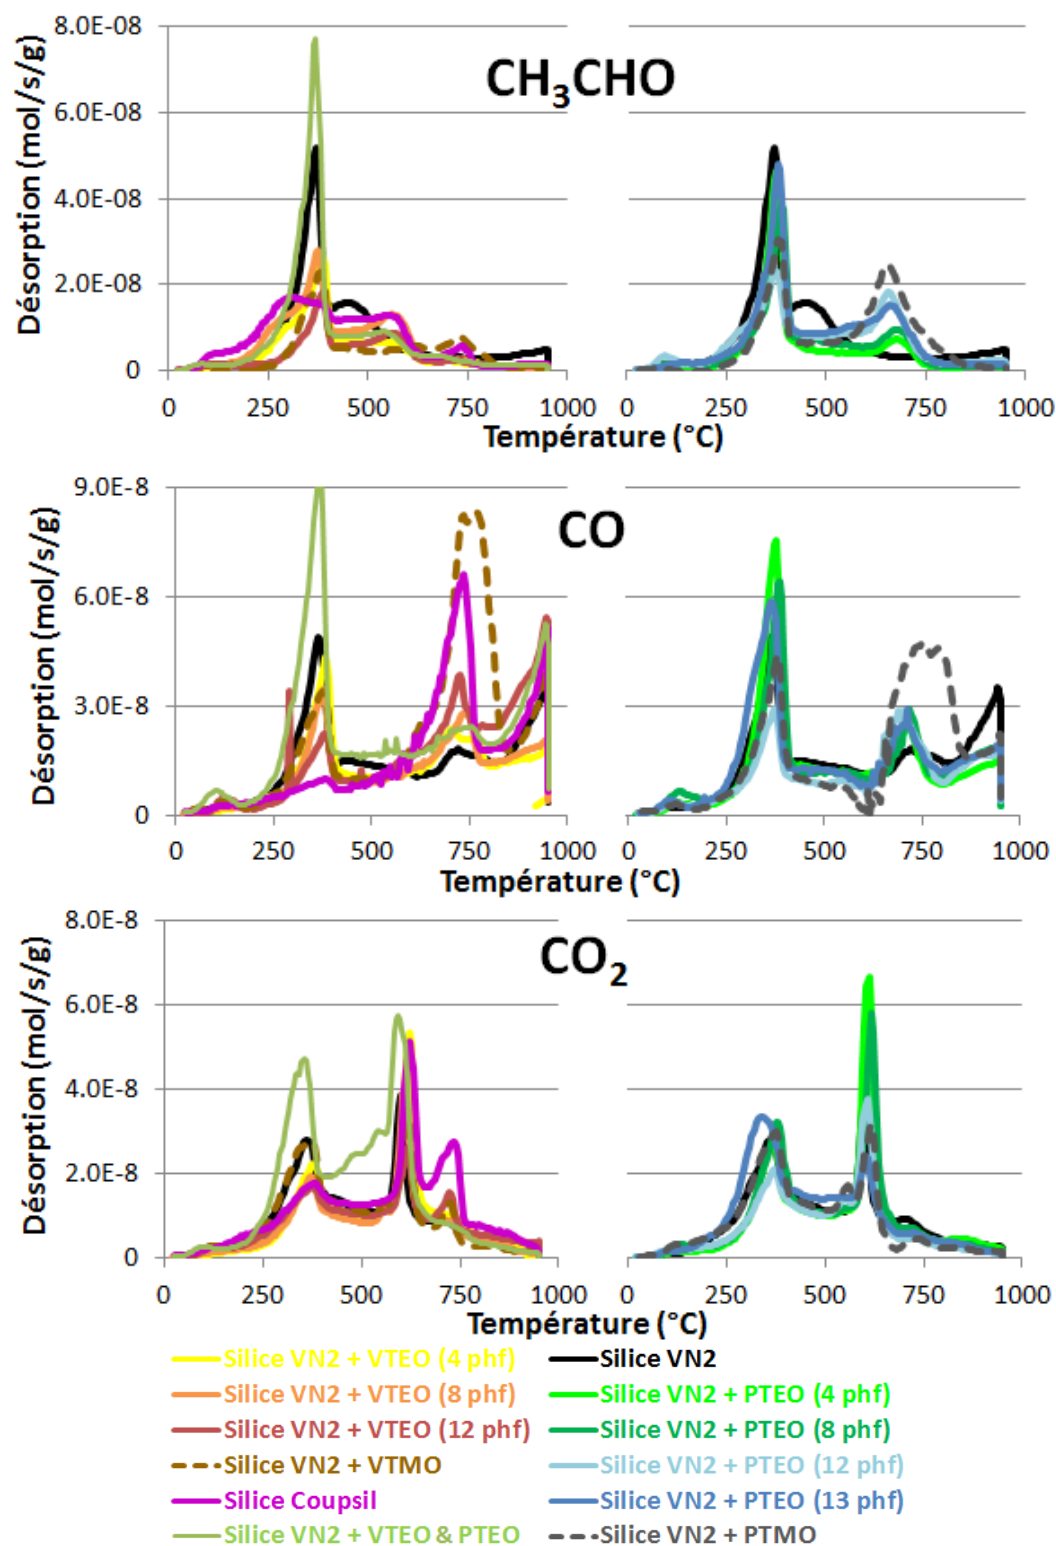 CH₃CHO
Désorption (mol/s/g)
8.0E-08
6.0E-08
4.0E-08
2.0E-08
0
0 250 500 750 1000 0 250 500 750 1000
Température (°C)
CO
Désorption (mol/s/g)
9.0E-8
6.0E-8
3.0E-8
0
0 250 500 750 1000 0 250 500 750 1000
Température (°C)
CO₂
Désorption (mol/s/g)
8.0E-8
6.0E-8
4.0E-8
2.0E-8
0
0 250 500 750 1000 0 250 500 750 1000
Température (°C)
Silice VN2 + VTEO (4 phf) Silice VN2
Silice VN2 + VTEO (8 phf) Silice VN2 + PTEO (4 phf)
Silice VN2 + VTEO (12 phf) Silice VN2 + PTEO (8 phf)
Silice VN2 + VTMO Silice VN2 + PTEO (12 phf)
Silice Coupsil Silice VN2 + PTEO (13 phf)
Silice VN2 + VTEO & PTEO Silice VN2 + PTMO